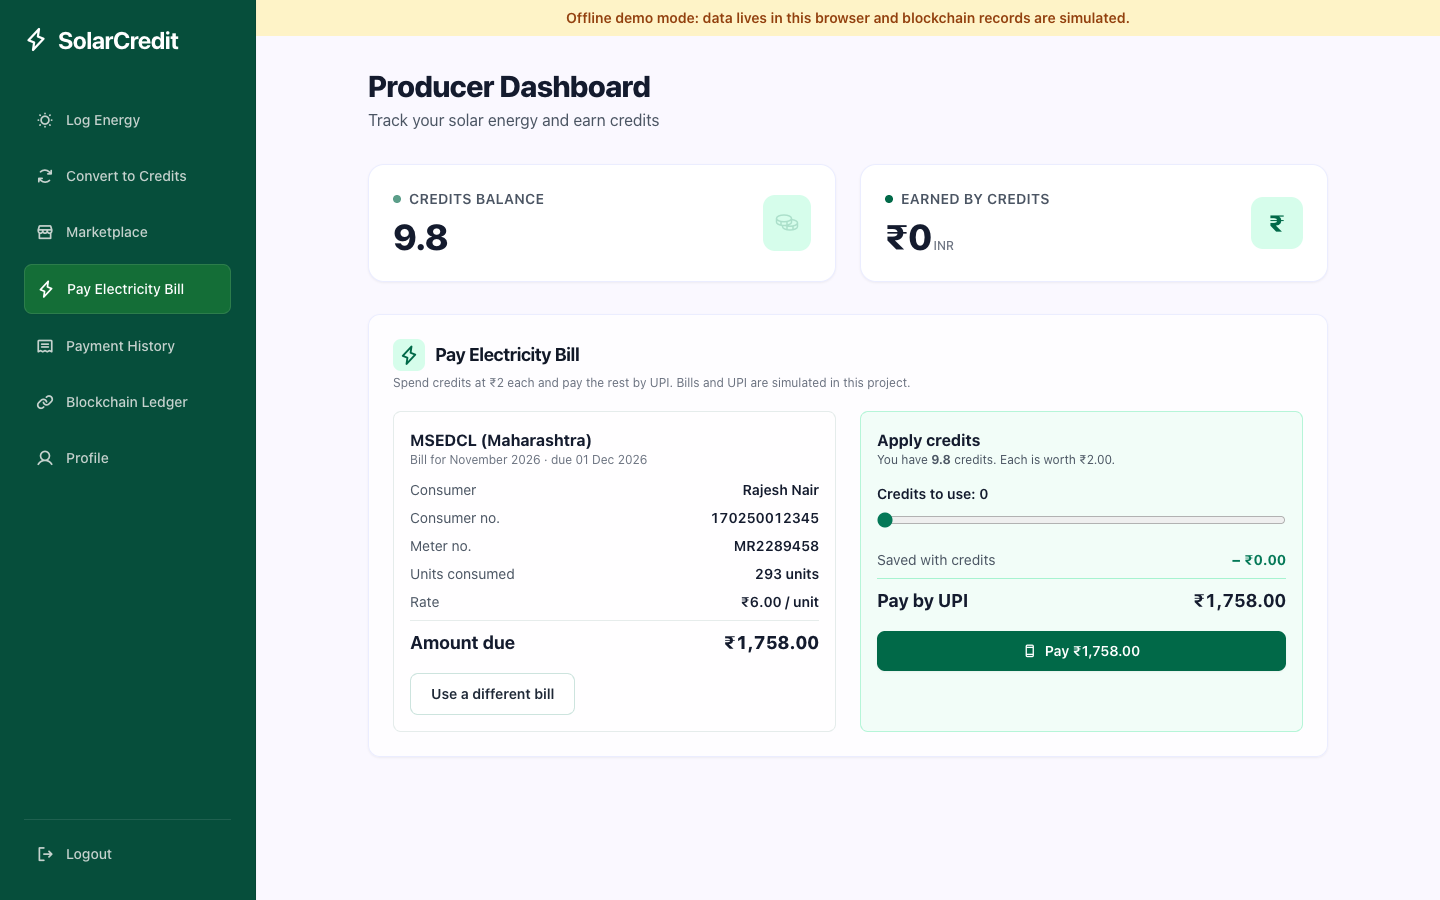 SolarCredit
Log Energy
Convert to Credits
Marketplace
Pay Electricity Bill
Payment History
Blockchain Ledger
Profile
Logout
Offline demo mode: data lives in this browser and blockchain records are simulated.
Producer Dashboard
Track your solar energy and earn credits
CREDITS BALANCE
9.8
EARNED BY CREDITS
₹0 INR
₹
Pay Electricity Bill
Spend credits at ₹2 each and pay the rest by UPI. Bills and UPI are simulated in this project.
MSEDCL (Maharashtra)
Bill for November 2026 · due 01 Dec 2026
Consumer Rajesh Nair
Consumer no. 170250012345
Meter no. MR2289458
Units consumed 293 units
Rate ₹6.00 / unit
Amount due ₹1,758.00
Use a different bill
Apply credits
You have 9.8 credits. Each is worth ₹2.00.
Credits to use: 0
Saved with credits − ₹0.00
Pay by UPI ₹1,758.00
Pay ₹1,758.00